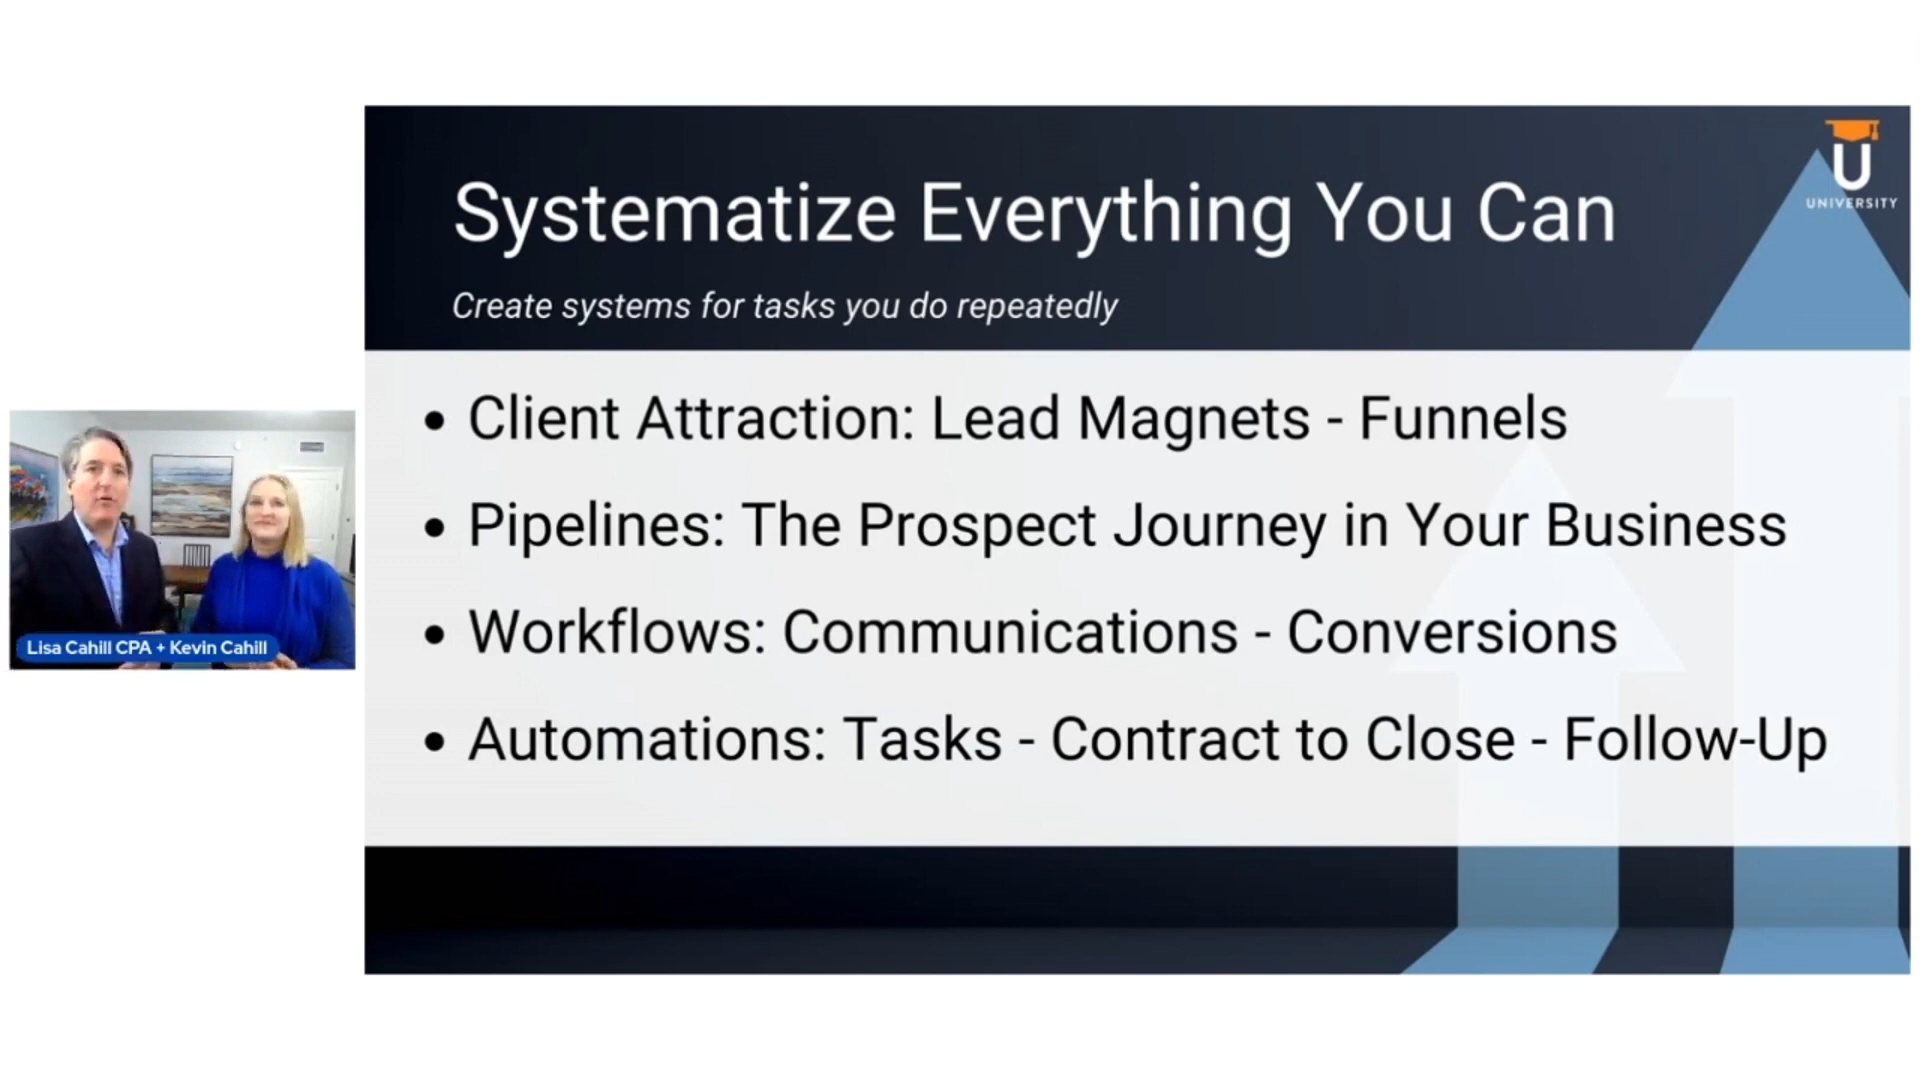 Systematize Everything You Can
Create systems for tasks you do repeatedly
U
UNIVERSITY
• Client Attraction: Lead Magnets - Funnels
• Pipelines: The Prospect Journey in Your Business
• Workflows: Communications - Conversions
• Automations: Tasks - Contract to Close - Follow-Up
Lisa Cahill CPA + Kevin Cahill